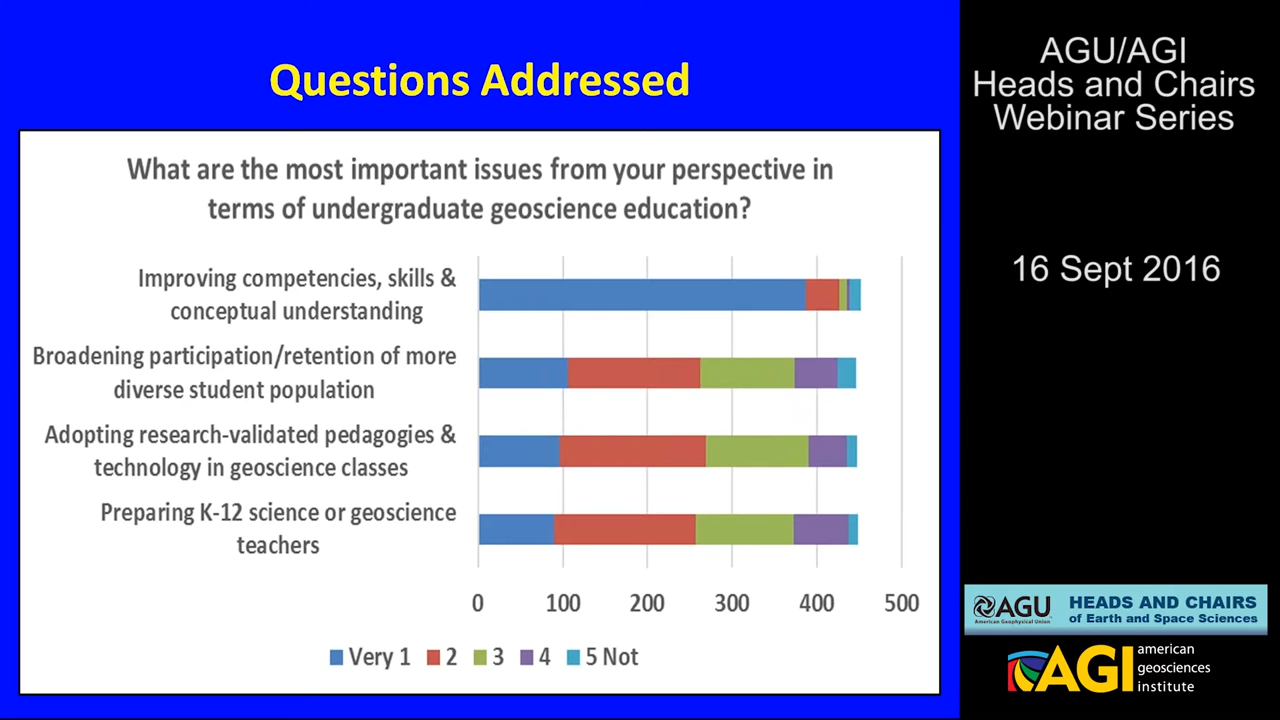 Questions Addressed
What are the most important issues from your perspective in
terms of undergraduate geoscience education?
Improving competencies, skills &
conceptual understanding
Broadening participation/retention of more
diverse student population
Adopting research-validated pedagogies &
technology in geoscience classes
Preparing K-12 science or geoscience
teachers
0 100 200 300 400 500
Very 1 2 3 4 5 Not
AGU/AGI
Heads and Chairs
Webinar Series
16 Sept 2016
AGU
American Geophysical Union
HEADS AND CHAIRS
of Earth and Space Sciences
AGI
american
geosciences
institute